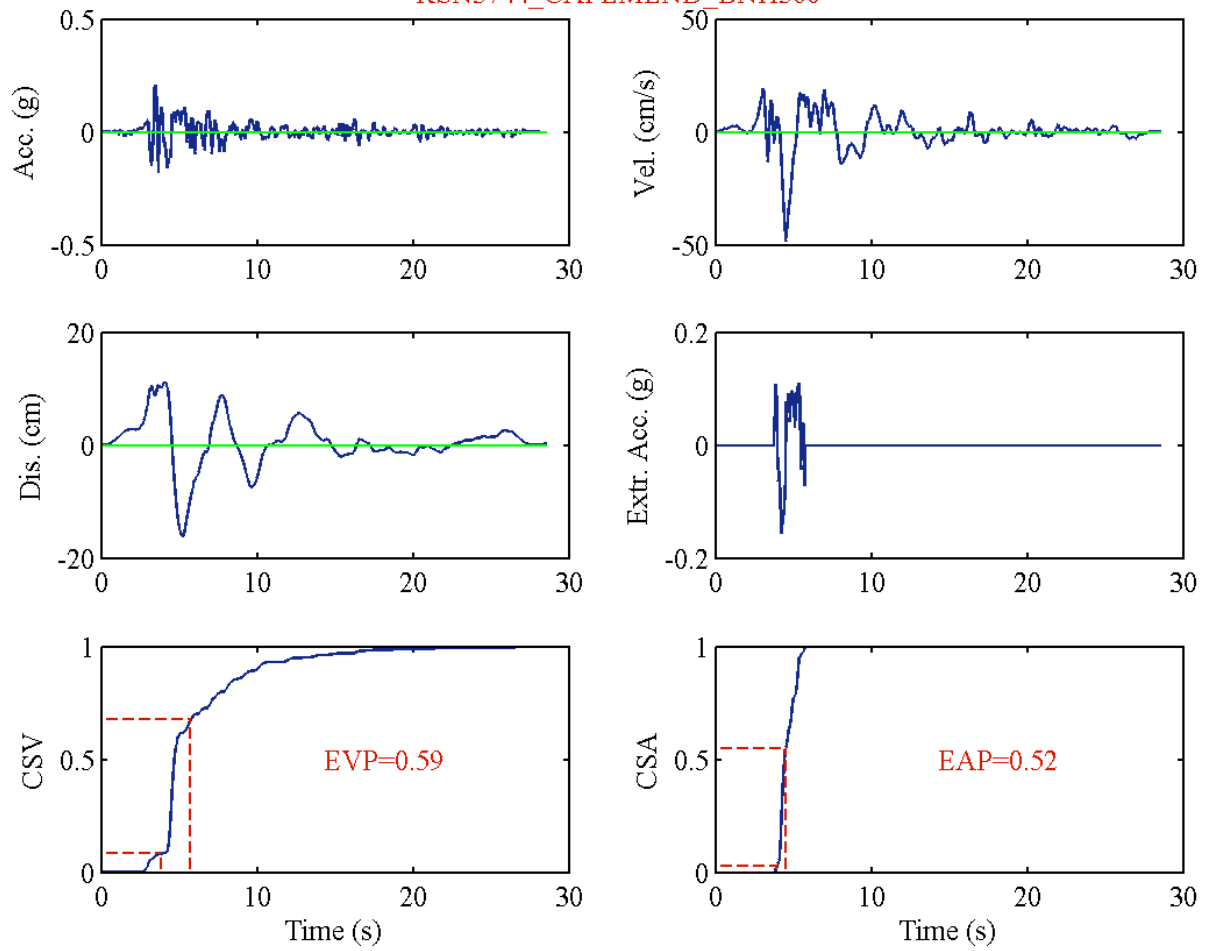 RSN3744_CAPEMEND_BNH360
0.5
0
-0.5
Acc. (g)
0 10 20 30
50
0
-50
Vel. (cm/s)
0 10 20 30
20
0
-20
Dis. (cm)
0 10 20 30
0.2
0
-0.2
Extr. Acc. (g)
0 10 20 30
1
0.5
0
CSV
EVP=0.59
0 10 20 30
Time (s)
1
0.5
0
CSA
EAP=0.52
0 10 20 30
Time (s)